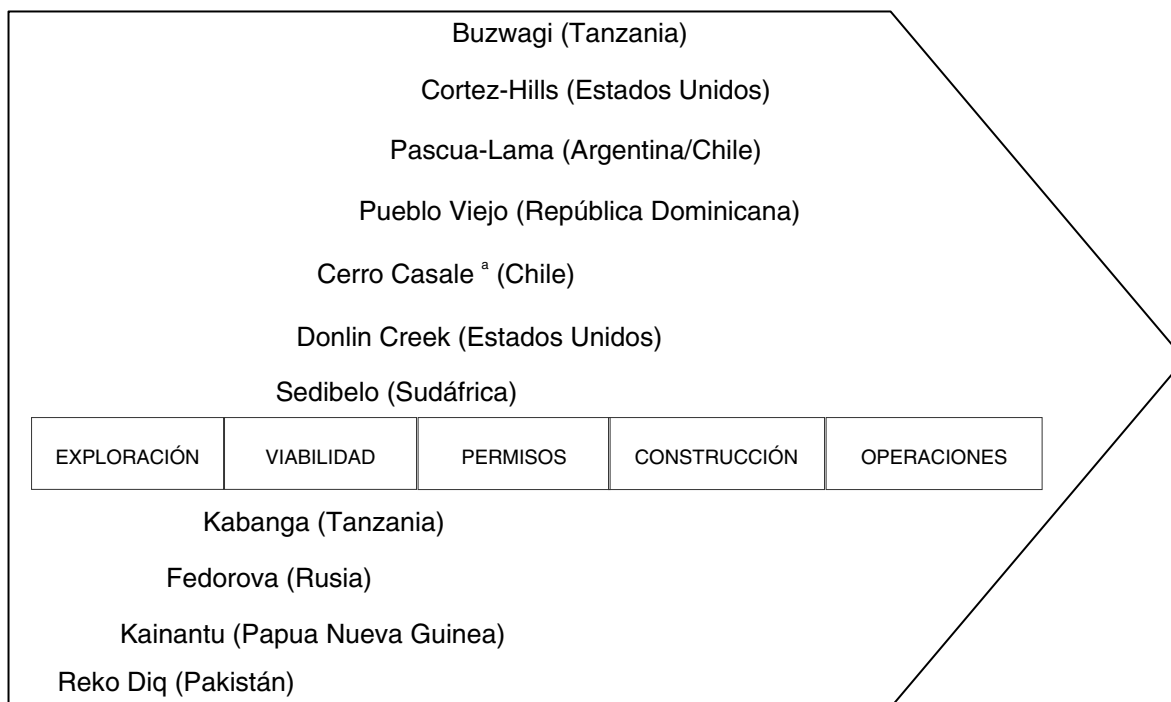 Buzwagi (Tanzania)
Cortez-Hills (Estados Unidos)
Pascua-Lama (Argentina/Chile)
Pueblo Viejo (República Dominicana)
Cerro Casale ª (Chile)
Donlin Creek (Estados Unidos)
Sedibelo (Sudáfrica)
EXPLORACIÓN VIABILIDAD PERMISOS CONSTRUCCIÓN OPERACIONES
Kabanga (Tanzania)
Fedorova (Rusia)
Kainantu (Papua Nueva Guinea)
Reko Diq (Pakistán)